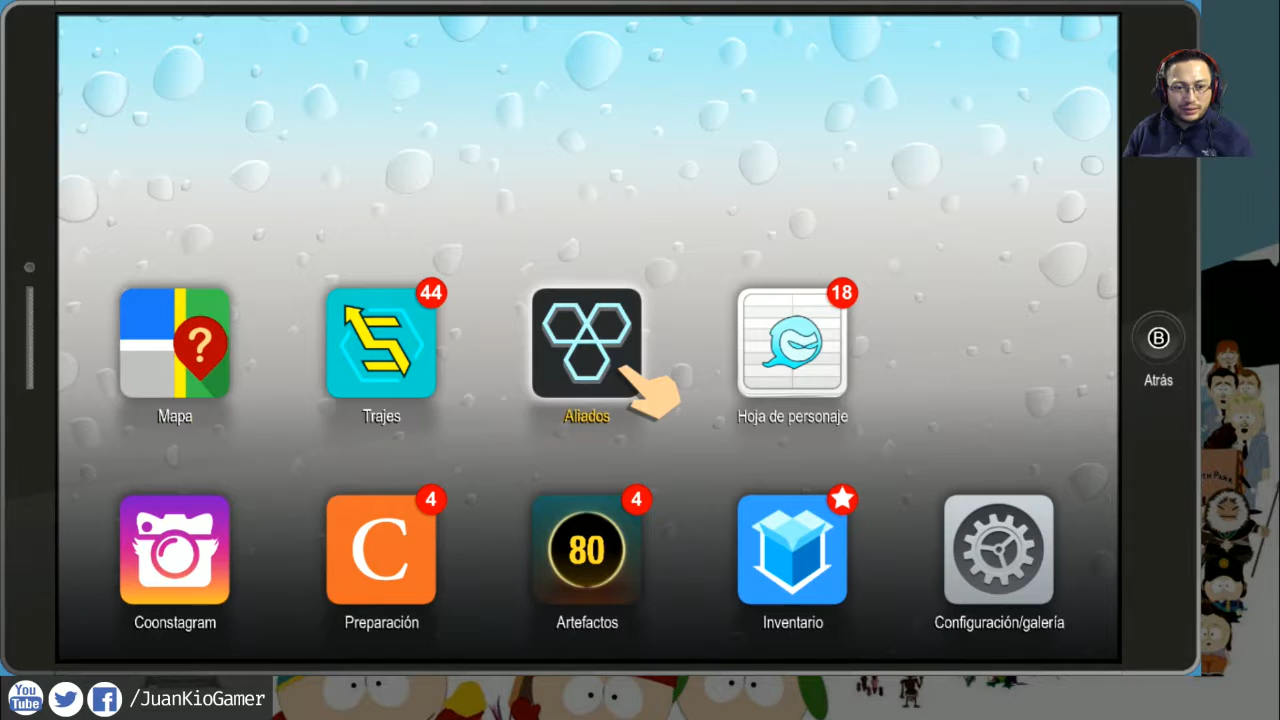 44
18
Mapa
Trajes
Aliados
Hoja de personaje
B
Atrás
4
4
C
80
Coonstagram
Preparación
Artefactos
Inventario
Configuración/galería
You
Tube
/JuanKioGamer